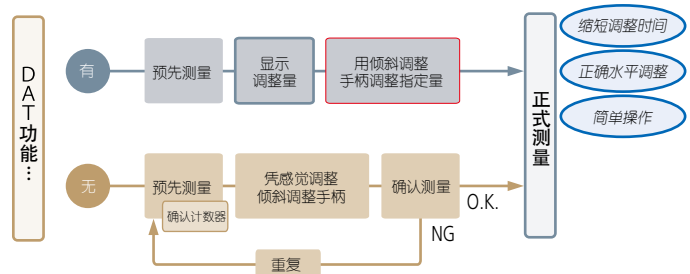 DAT功能…
有
预先测量
显示
调整量
用倾斜调整
手柄调整指定量
无
预先测量
确认计数器
凭感觉调整
倾斜调整手柄
确认测量
O.K.
NG
重复
正式测量
缩短调整时间
正确水平调整
简单操作